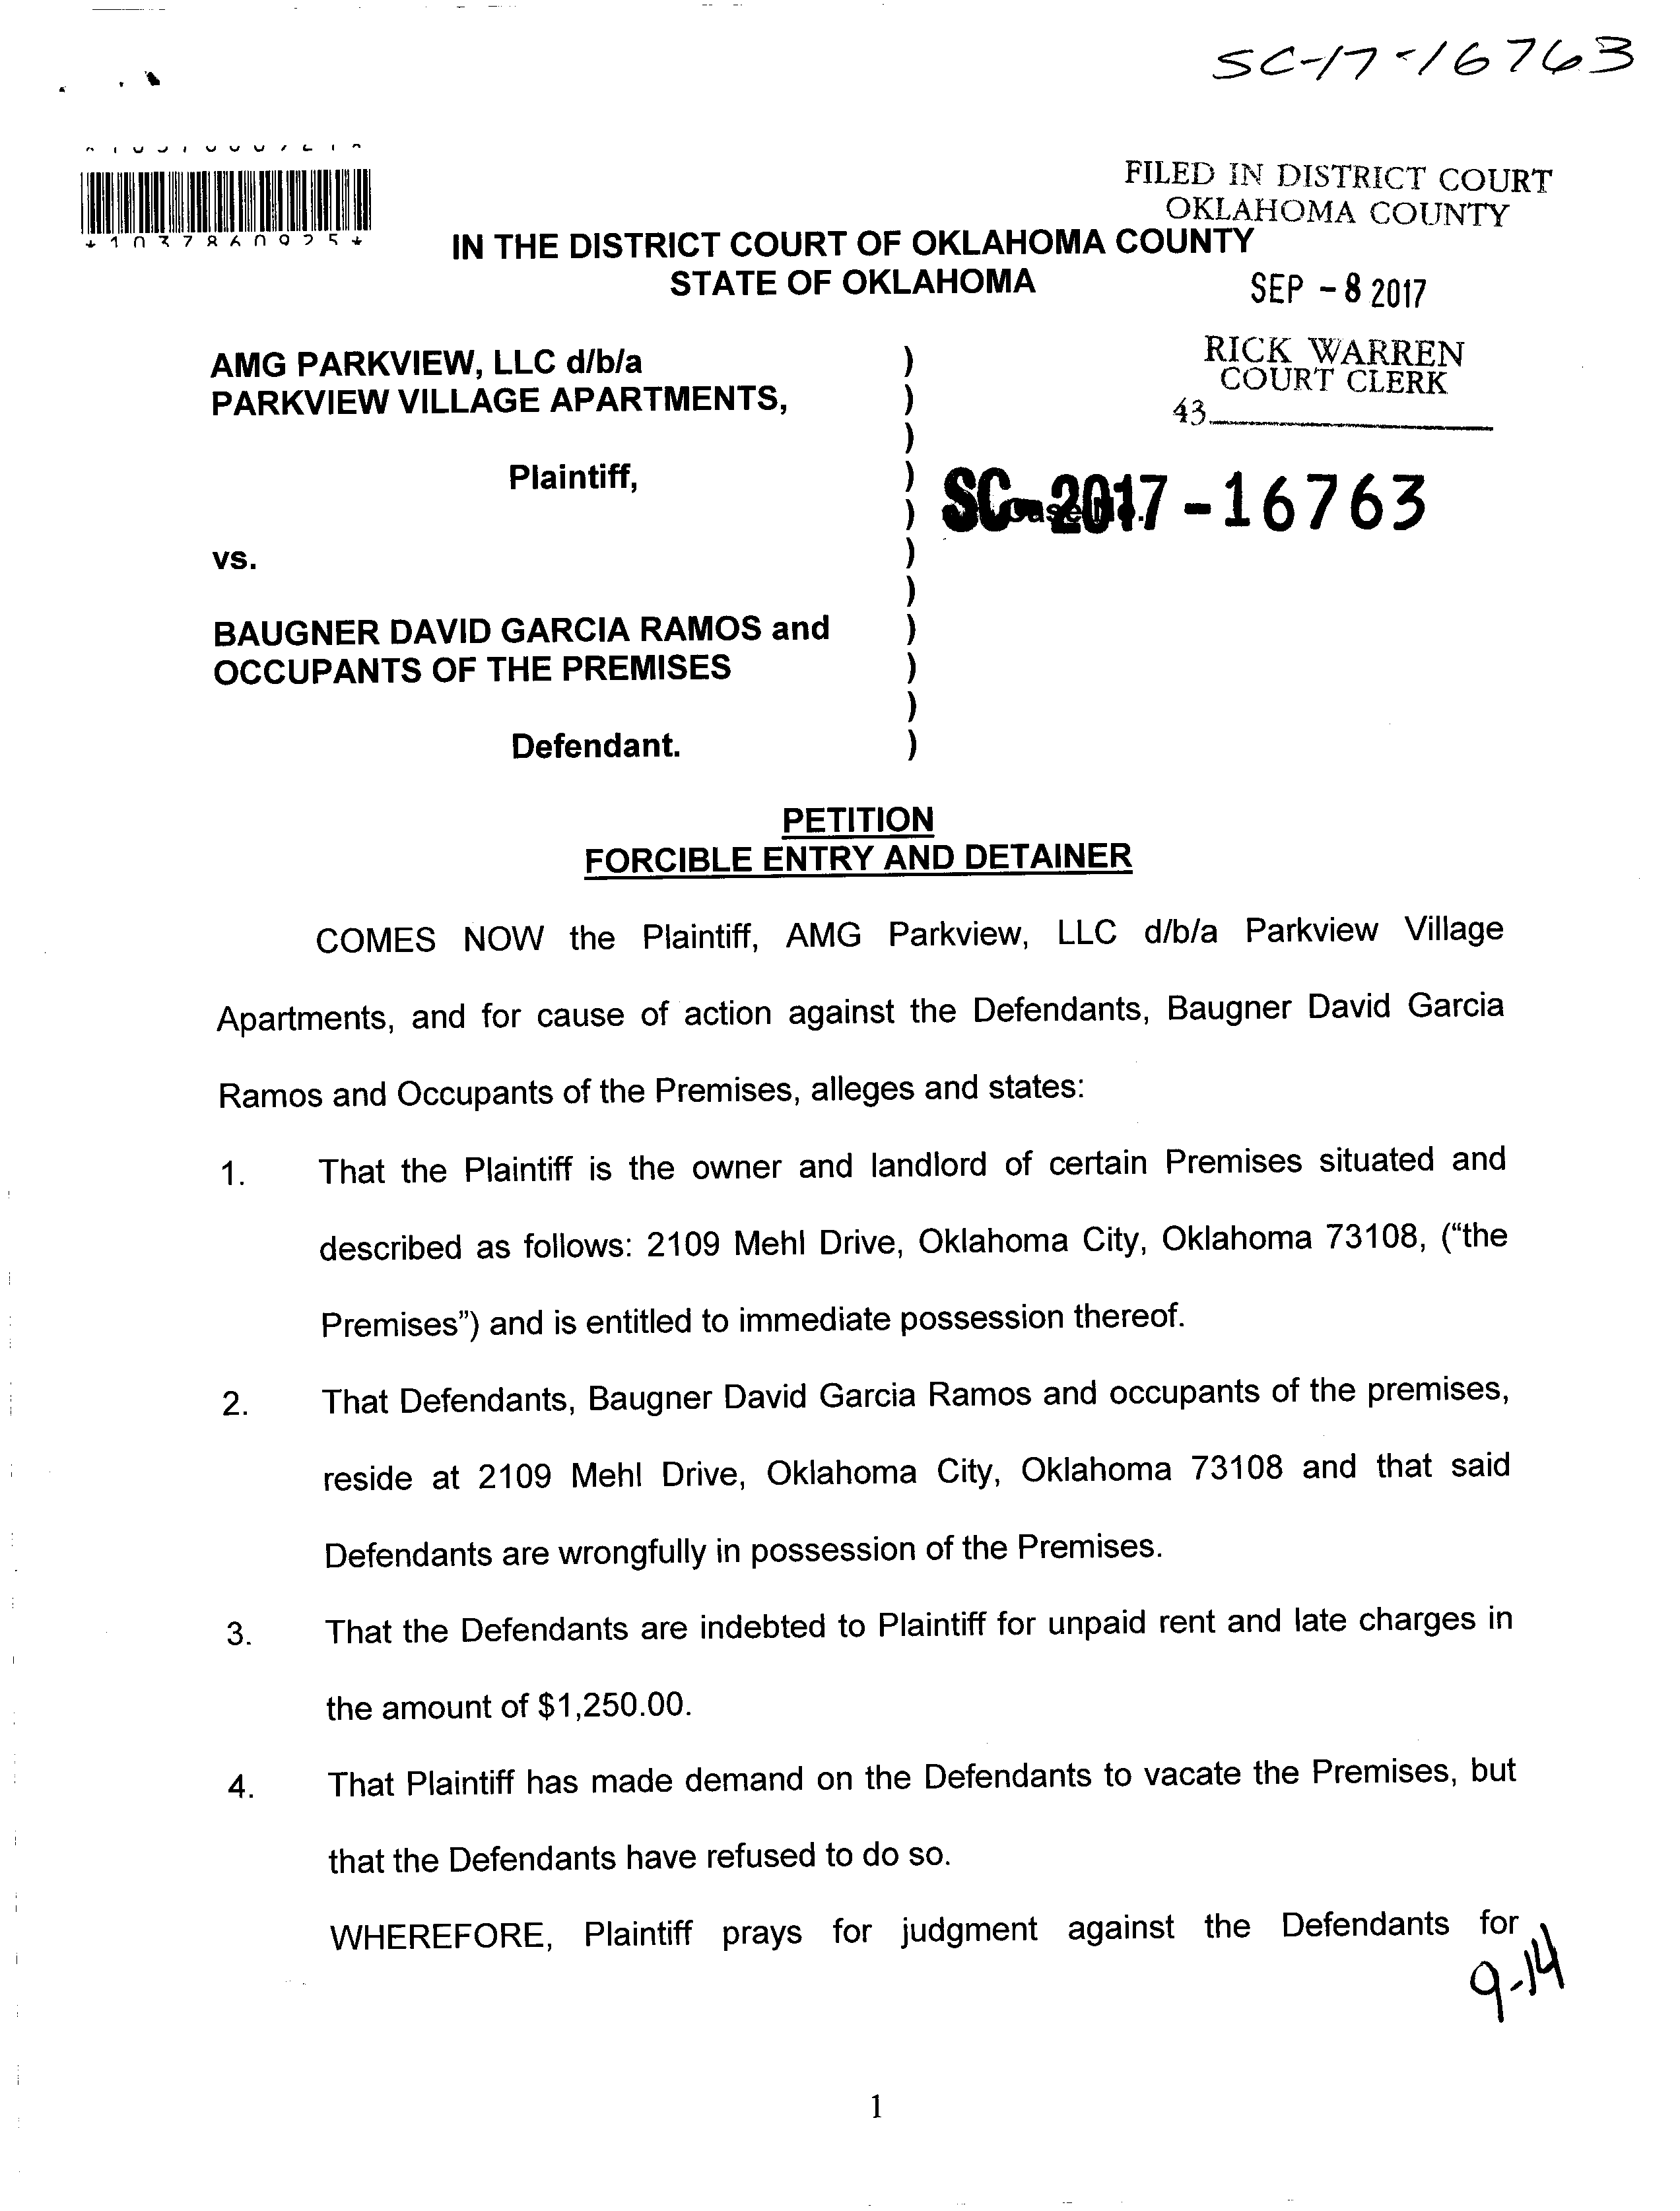 SC-17-16763
FILED IN DISTRICT COURT
OKLAHOMA COUNTY
*1037860925*
IN THE DISTRICT COURT OF OKLAHOMA COUNTY
STATE OF OKLAHOMA
SEP - 8 2017
RICK WARREN
COURT CLERK
43
AMG PARKVIEW, LLC d/b/a )
PARKVIEW VILLAGE APARTMENTS, )
)
Plaintiff, )
) SC-2017-16763
vs. )
)
BAUGNER DAVID GARCIA RAMOS and )
OCCUPANTS OF THE PREMISES )
)
Defendant. )
PETITION
FORCIBLE ENTRY AND DETAINER
COMES NOW the Plaintiff, AMG Parkview, LLC d/b/a Parkview Village
Apartments, and for cause of action against the Defendants, Baugner David Garcia
Ramos and Occupants of the Premises, alleges and states:
1. That the Plaintiff is the owner and landlord of certain Premises situated and
described as follows: 2109 Mehl Drive, Oklahoma City, Oklahoma 73108, (“the
Premises”) and is entitled to immediate possession thereof.
2. That Defendants, Baugner David Garcia Ramos and occupants of the premises,
reside at 2109 Mehl Drive, Oklahoma City, Oklahoma 73108 and that said
Defendants are wrongfully in possession of the Premises.
3. That the Defendants are indebted to Plaintiff for unpaid rent and late charges in
the amount of $1,250.00.
4. That Plaintiff has made demand on the Defendants to vacate the Premises, but
that the Defendants have refused to do so.
WHEREFORE, Plaintiff prays for judgment against the Defendants for
9-14
1